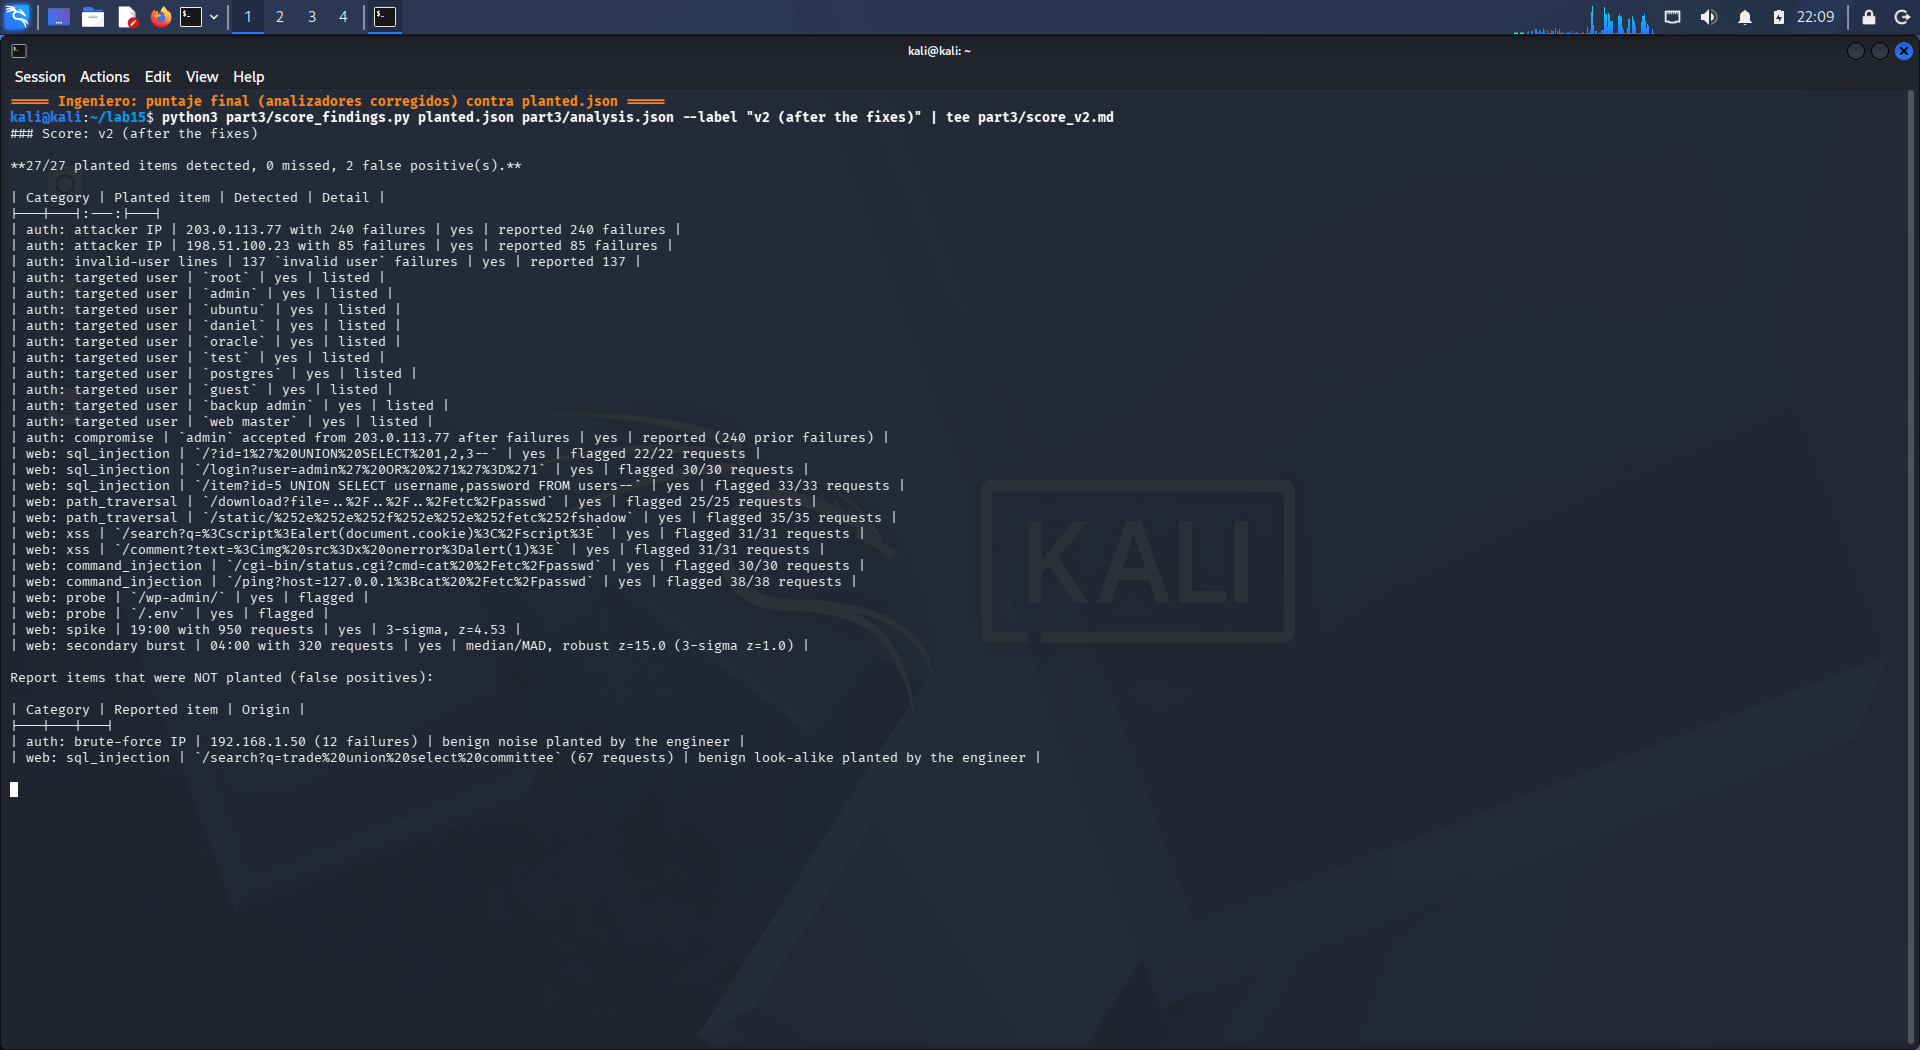 1 2 3 4 22:09
kali@kali: ~
Session Actions Edit View Help
===== Ingeniero: puntaje final (analizadores corregidos) contra planted.json =====
kali@kali:~/lab15$ python3 part3/score_findings.py planted.json part3/analysis.json --label "v2 (after the fixes)" | tee part3/score_v2.md
### Score: v2 (after the fixes)
**27/27 planted items detected, 0 missed, 2 false positive(s).**
| Category | Planted item | Detected | Detail |
|---|---|:---:|---|
| auth: attacker IP | 203.0.113.77 with 240 failures | yes | reported 240 failures |
| auth: attacker IP | 198.51.100.23 with 85 failures | yes | reported 85 failures |
| auth: invalid-user lines | 137 `invalid user` failures | yes | reported 137 |
| auth: targeted user | `root` | yes | listed |
| auth: targeted user | `admin` | yes | listed |
| auth: targeted user | `ubuntu` | yes | listed |
| auth: targeted user | `daniel` | yes | listed |
| auth: targeted user | `oracle` | yes | listed |
| auth: targeted user | `test` | yes | listed |
| auth: targeted user | `postgres` | yes | listed |
| auth: targeted user | `guest` | yes | listed |
| auth: targeted user | `backup admin` | yes | listed |
| auth: targeted user | `web master` | yes | listed |
| auth: compromise | `admin` accepted from 203.0.113.77 after failures | yes | reported (240 prior failures) |
| web: sql_injection | `/?id=1%27%20UNION%20SELECT%201,2,3--` | yes | flagged 22/22 requests |
| web: sql_injection | `/login?user=admin%27%20OR%20%271%27%3D%271` | yes | flagged 30/30 requests |
| web: sql_injection | `/item?id=5 UNION SELECT username,password FROM users--` | yes | flagged 33/33 requests |
| web: path_traversal | `/download?file=..%2F..%2F..%2Fetc%2Fpasswd` | yes | flagged 25/25 requests |
| web: path_traversal | `/static/%252e%252e%252f%252e%252e%252fetc%252fshadow` | yes | flagged 35/35 requests |
| web: xss | `/search?q=%3Cscript%3Ealert(document.cookie)%3C%2Fscript%3E` | yes | flagged 31/31 requests |
| web: xss | `/comment?text=%3Cimg%20src%3Dx%20onerror%3Dalert(1)%3E` | yes | flagged 31/31 requests |
| web: command_injection | `/cgi-bin/status.cgi?cmd=cat%20%2Fetc%2Fpasswd` | yes | flagged 30/30 requests |
| web: command_injection | `/ping?host=127.0.0.1%3Bcat%20%2Fetc%2Fpasswd` | yes | flagged 38/38 requests |
| web: probe | `/wp-admin/` | yes | flagged |
| web: probe | `/.env` | yes | flagged |
| web: spike | 19:00 with 950 requests | yes | 3-sigma, z=4.53 |
| web: secondary burst | 04:00 with 320 requests | yes | median/MAD, robust z=15.0 (3-sigma z=1.0) |
Report items that were NOT planted (false positives):
| Category | Reported item | Origin |
|---|---|---|
| auth: brute-force IP | 192.168.1.50 (12 failures) | benign noise planted by the engineer |
| web: sql_injection | `/search?q=trade%20union%20select%20committee` (67 requests) | benign look-alike planted by the engineer |
KALI